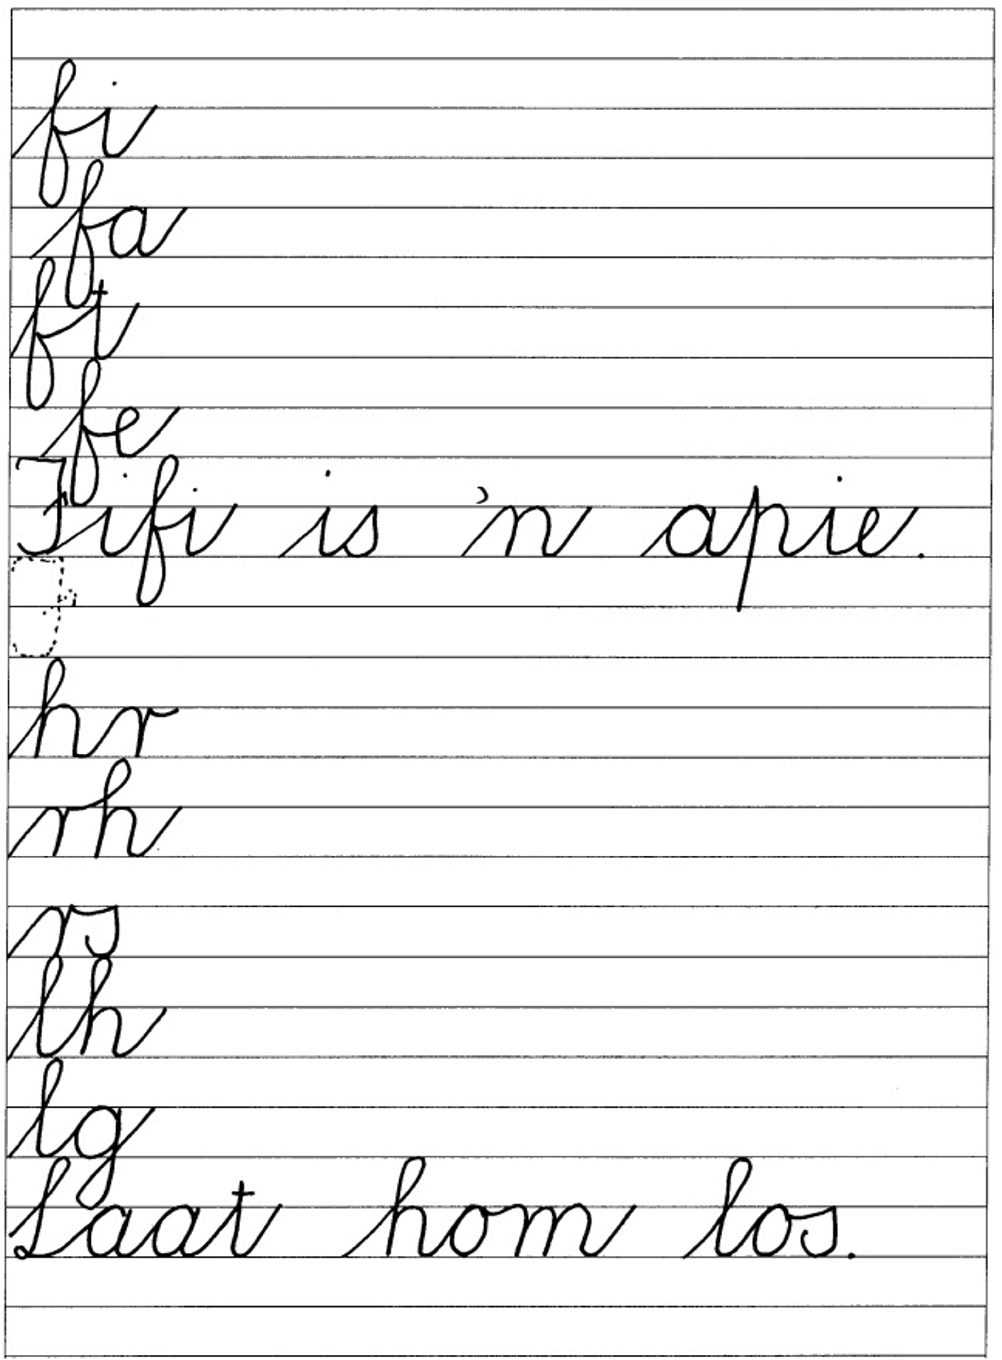 fi
fa
ft
fe
Fifi is 'n apie.
F
hr
rh
rs
lh
lg
Laat hom los.